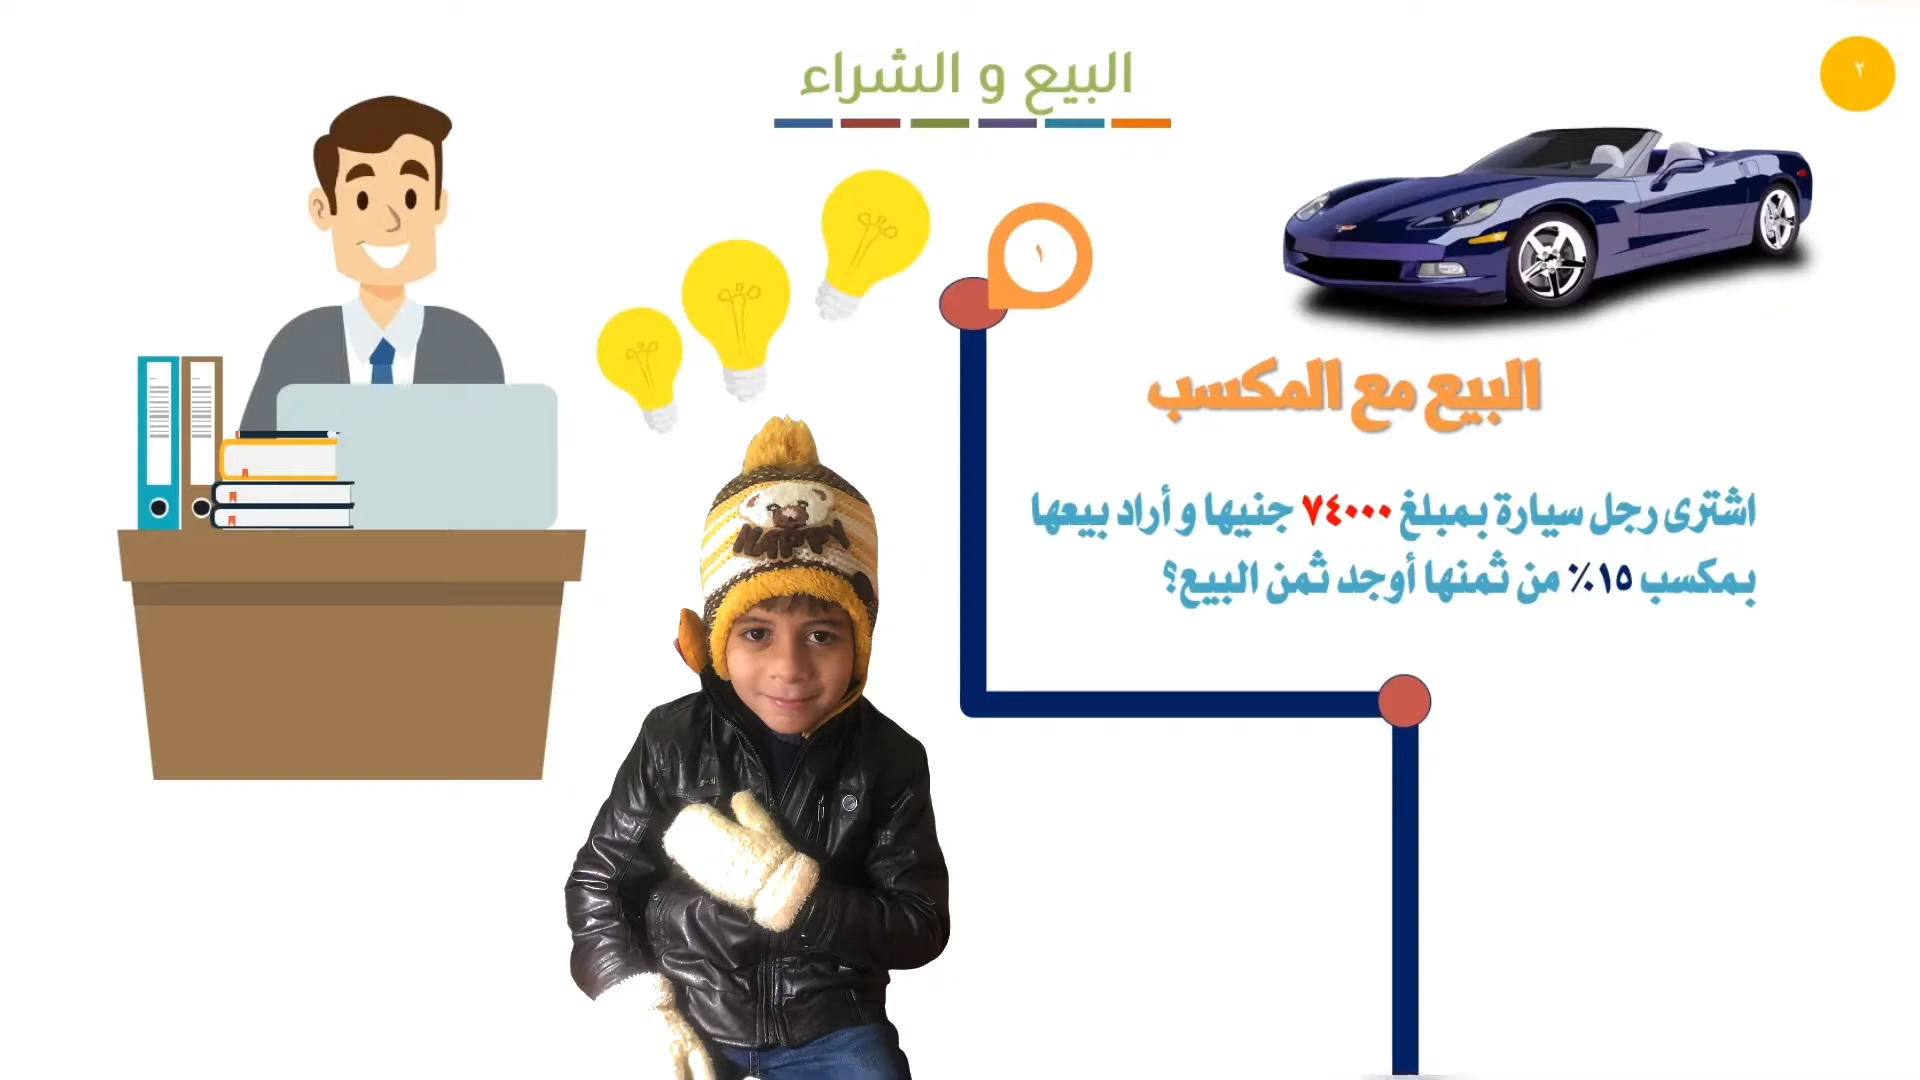 البيع و الشراء
٢
١
البيع مع المكسب
اشترى رجل سيارة بمبلغ ٧٤٠٠٠ جنيها و أراد بيعها
بمكسب ١٥٪ من ثمنها أوجد ثمن البيع؟
HAPPY